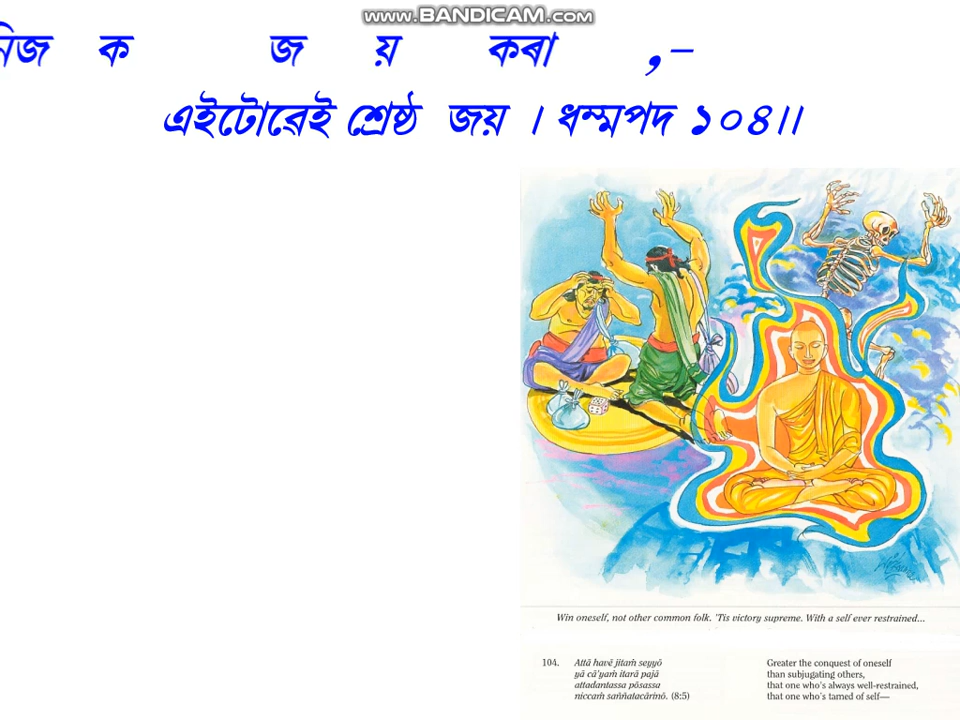 WWW.BANDICAM.COM
নিজ ক জ য় কৰা ,–
এইটোৱেই শ্ৰেষ্ঠ জয় । ধম্মপদ ১০৪।।
Win oneself, not other common folk. 'Tis victory supreme. With a self ever restrained...
104. Attā havē jitaṁ seyyō
yā cā'yaṁ itarā pajā
attadantassa pōsassa
niccaṁ saññatacārinō. (8:5)
Greater the conquest of oneself
than subjugating others,
that one who's always well-restrained,
that one who's tamed of self—